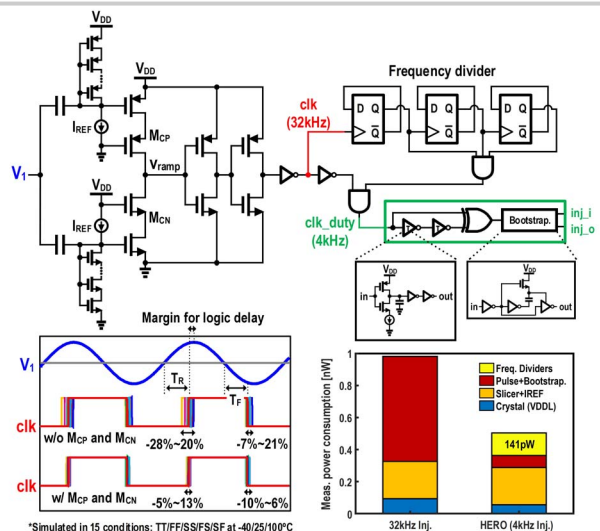 VDD
VDD
IREF
MCP
Vramp
V1
VDD
IREF
MCN
clk
(32kHz)
Frequency divider
D Q
Q
D Q
Q
D Q
Q
clk_duty
(4kHz)
T
T
Bootstrap.
inj_i
inj_o
VDD
in
out
VDD
in
out
Margin for logic delay
V1
TR
TF
clk
w/o MCP and MCN
-28%~20%
-7%~21%
clk
w/ MCP and MCN
-5%~13%
-10%~6%
*Simulated in 15 conditions: TT/FF/SS/FS/SF at -40/25/100ºC
Meas. power consumption [nW]
1
0.8
0.6
0.4
0.2
0
Freq. Dividers
Pulse+Bootstrap.
Slicer+IREF
Crystal (VDDL)
141pW
32kHz Inj.
HERO (4kHz Inj.)